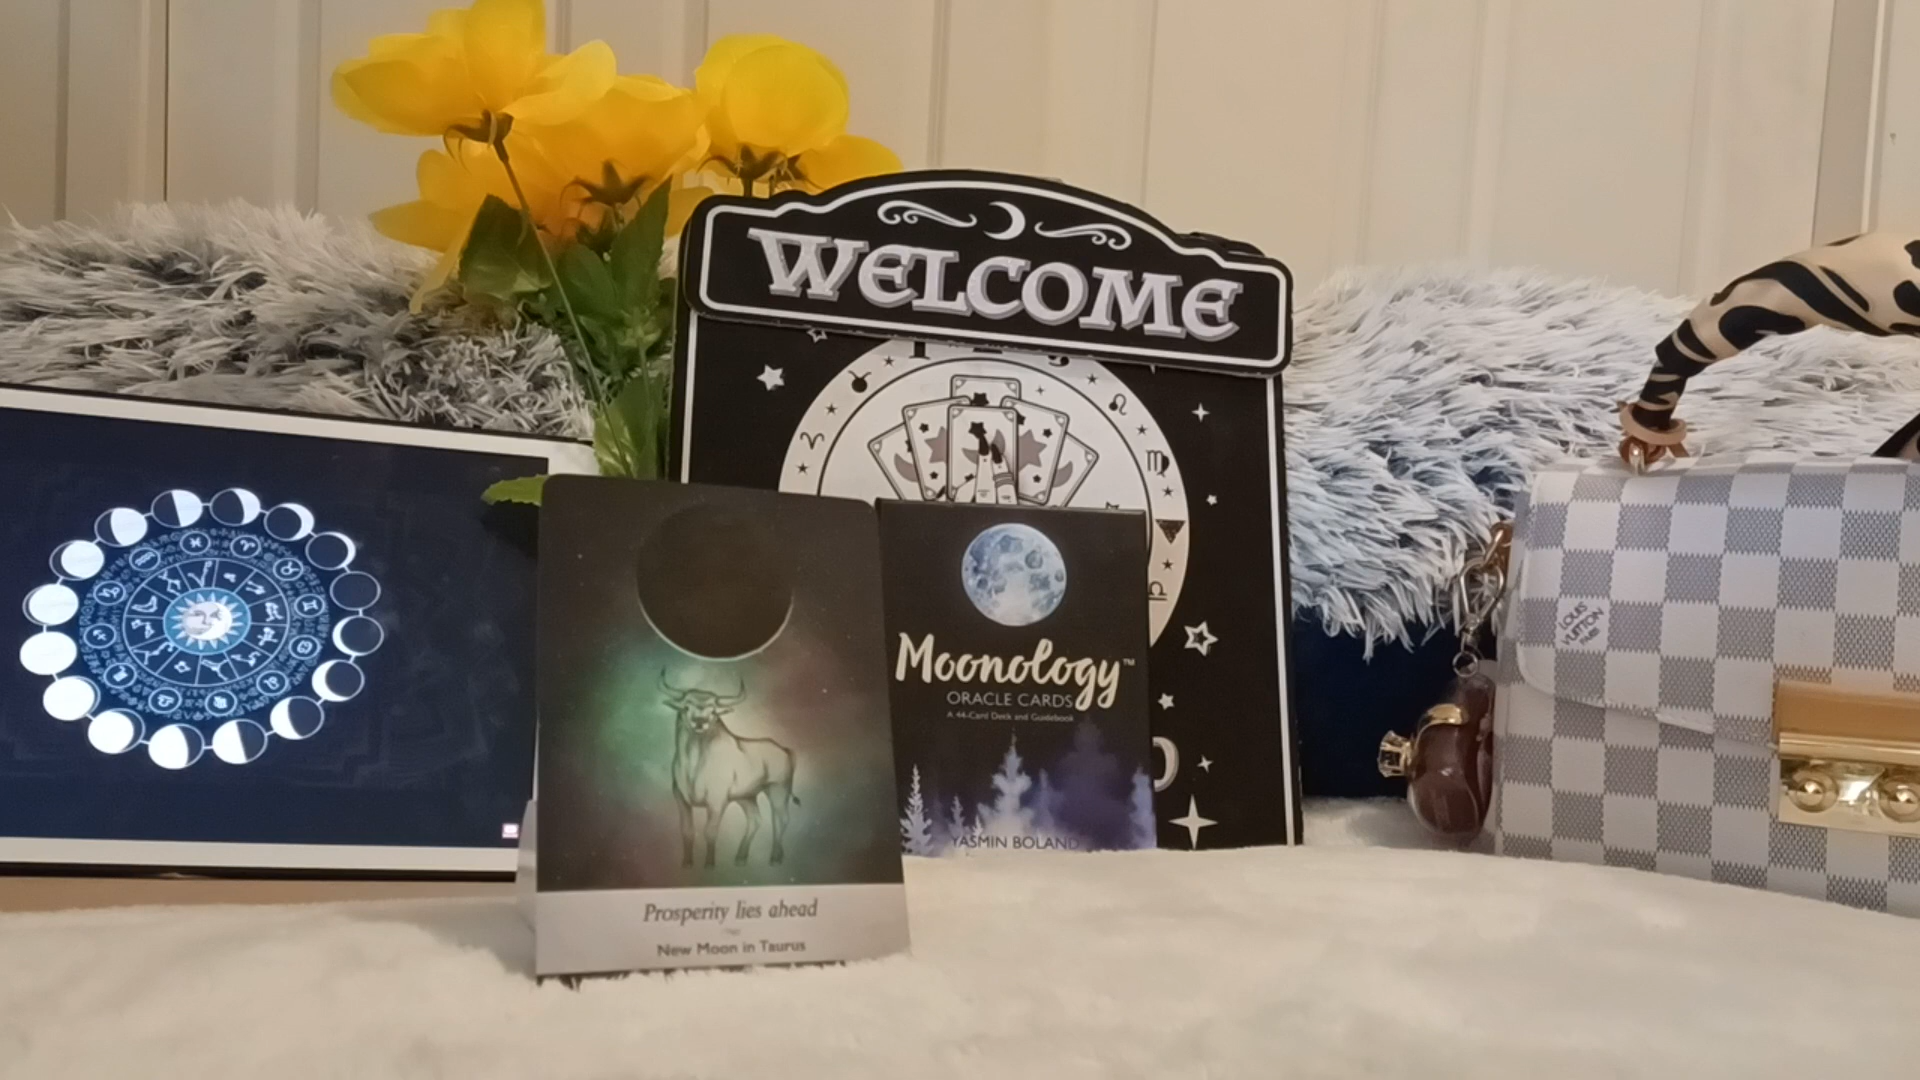 WELCOME
Moonology™
ORACLE CARDS
A 44-Card Deck and Guidebook
YASMIN BOLAND
Prosperity lies ahead
New Moon in Taurus
LOUIS
VUITTON
PARIS